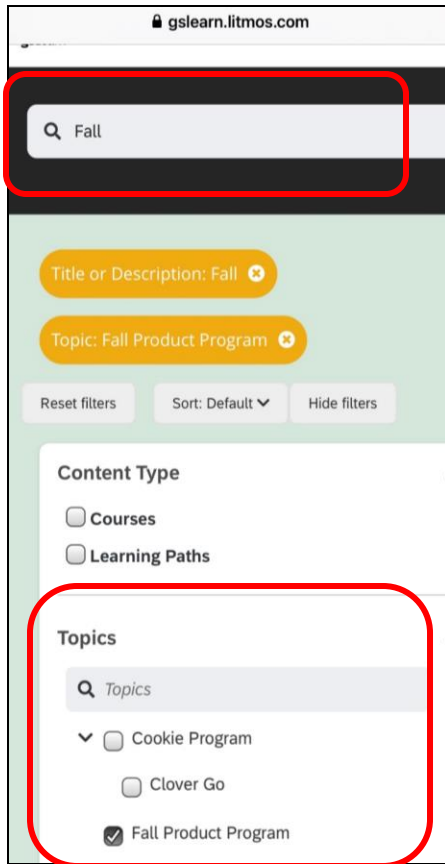 gslearn.litmos.com
Fall
Title or Description: Fall
Topic: Fall Product Program
Reset filters Sort: Default Hide filters
Content Type
Courses
Learning Paths
Topics
Topics
Cookie Program
Clover Go
Fall Product Program